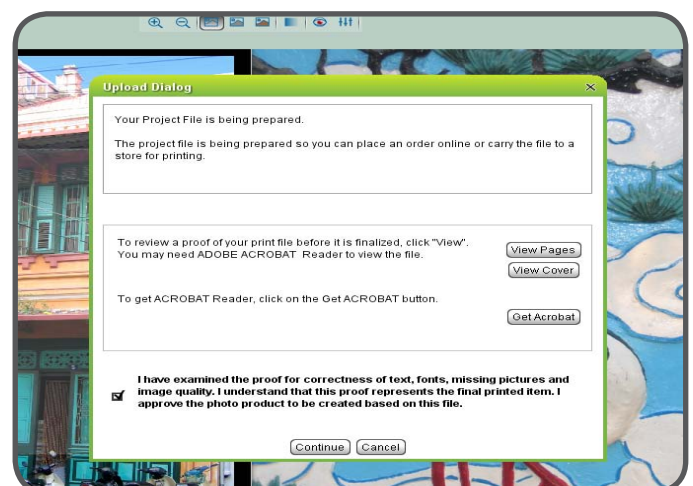 Upload Dialog
Your Project File is being prepared.
The project file is being prepared so you can place an order online or carry the file to a
store for printing.
To review a proof of your print file before it is finalized, click "View".
You may need ADOBE ACROBAT Reader to view the file.
View Pages
View Cover
To get ACROBAT Reader, click on the Get ACROBAT button.
Get Acrobat
I have examined the proof for correctness of text, fonts, missing pictures and
image quality. I understand that this proof represents the final printed item. I
approve the photo product to be created based on this file.
Continue Cancel